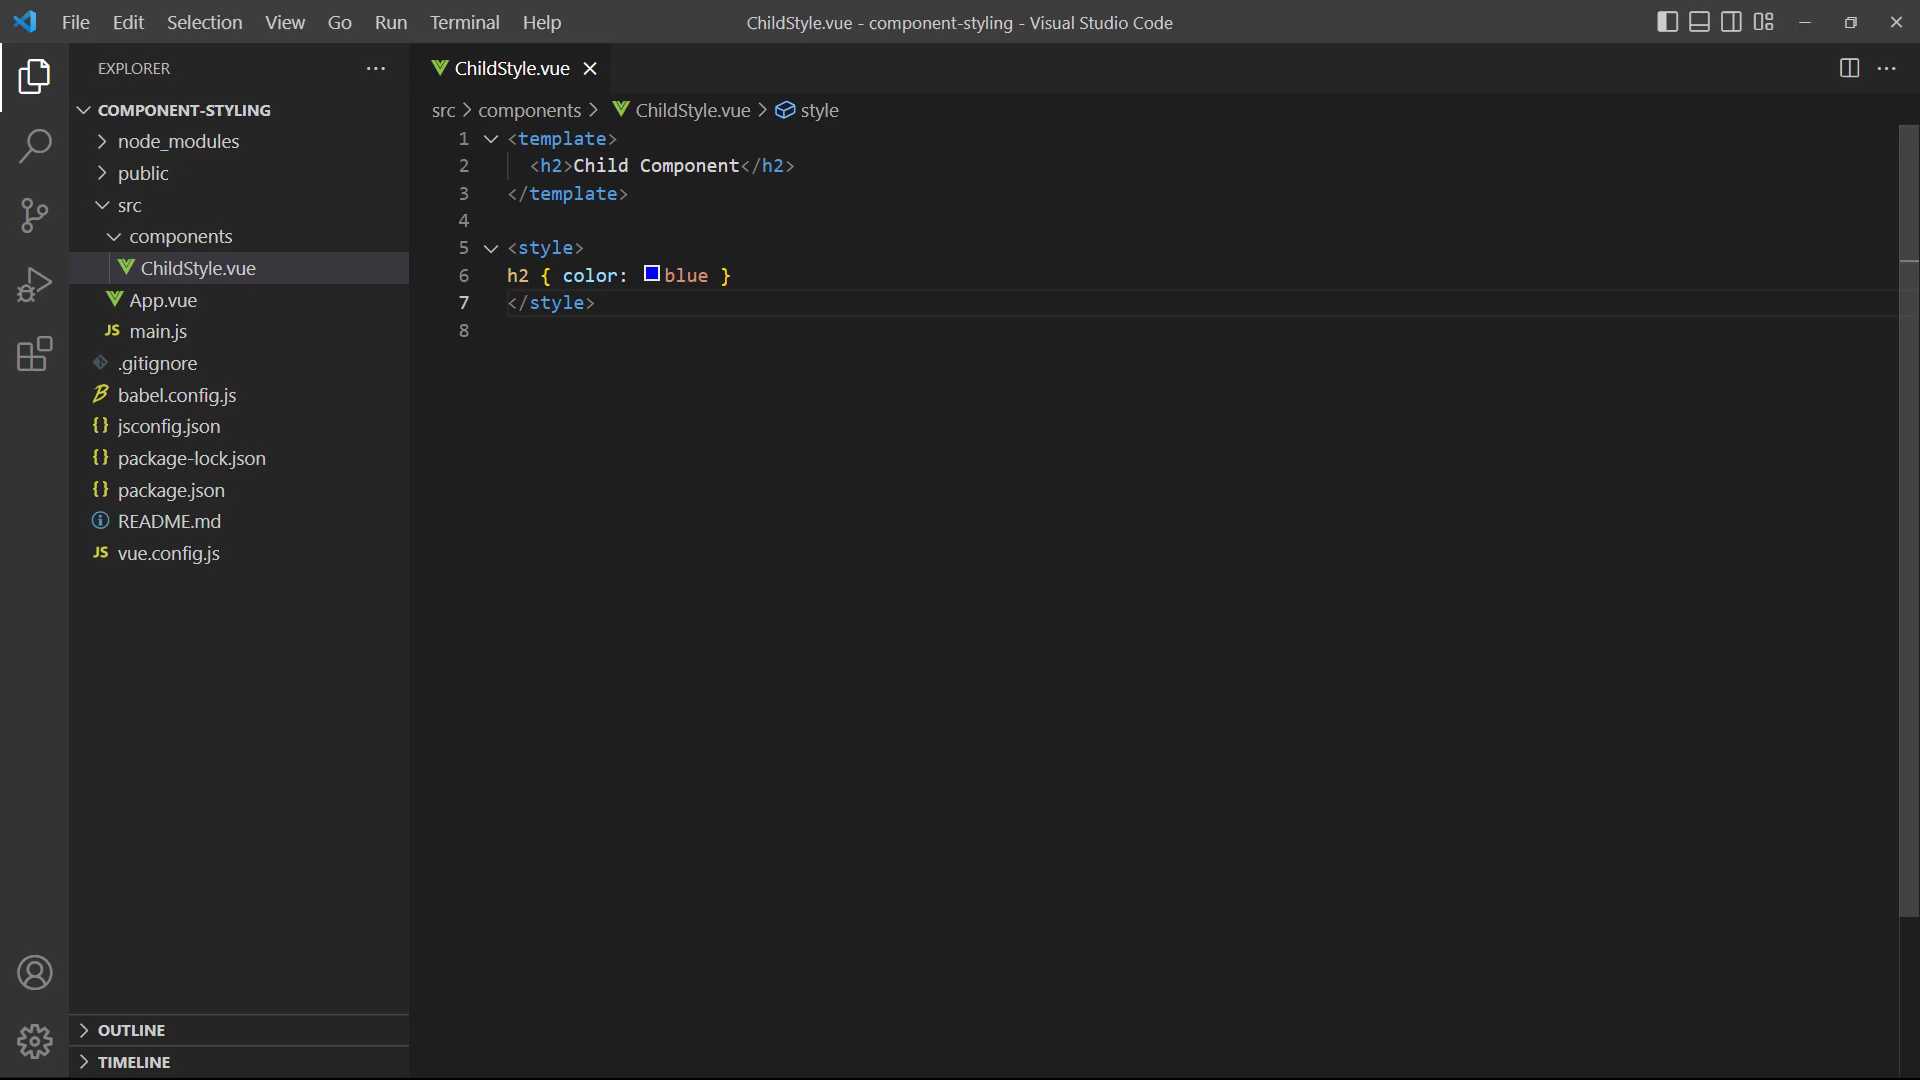 File Edit Selection View Go Run Terminal Help
ChildStyle.vue - component-styling - Visual Studio Code
EXPLORER
COMPONENT-STYLING
node_modules
public
src
components
ChildStyle.vue
App.vue
JS main.js
.gitignore
babel.config.js
{} jsconfig.json
{} package-lock.json
{} package.json
README.md
JS vue.config.js
OUTLINE
TIMELINE
ChildStyle.vue
src > components > ChildStyle.vue > style
1 <template>
2 <h2>Child Component</h2>
3 </template>
4
5 <style>
6 h2 { color: blue }
7 </style>
8